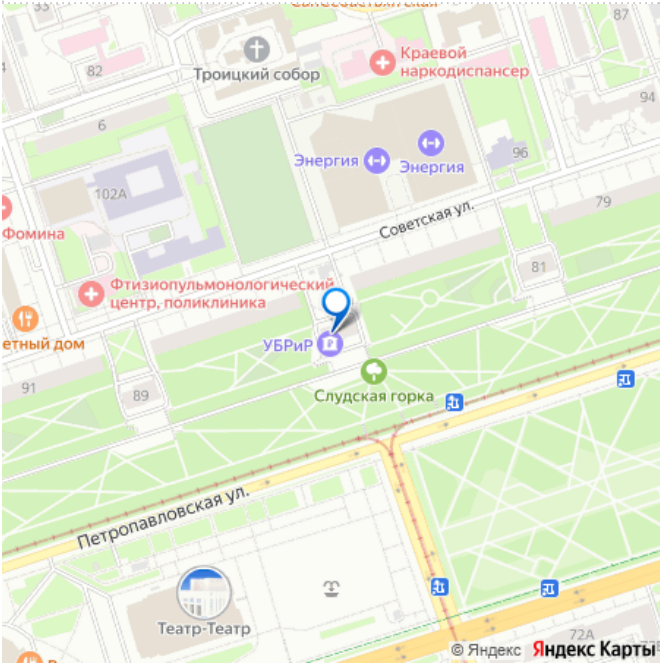 33
87
82
Троицкий собор
Краевой
наркодиспансер
94
6
Энергия
Энергия
96
102А
79
Советская ул.
Фомина
81
Фтизиопульмонологический
центр, поликлиника
етный дом
УБРиР
91
89
Слудская горка
Петропавловская ул.
Театр-Театр
72А
© Яндекс Яндекс Карты